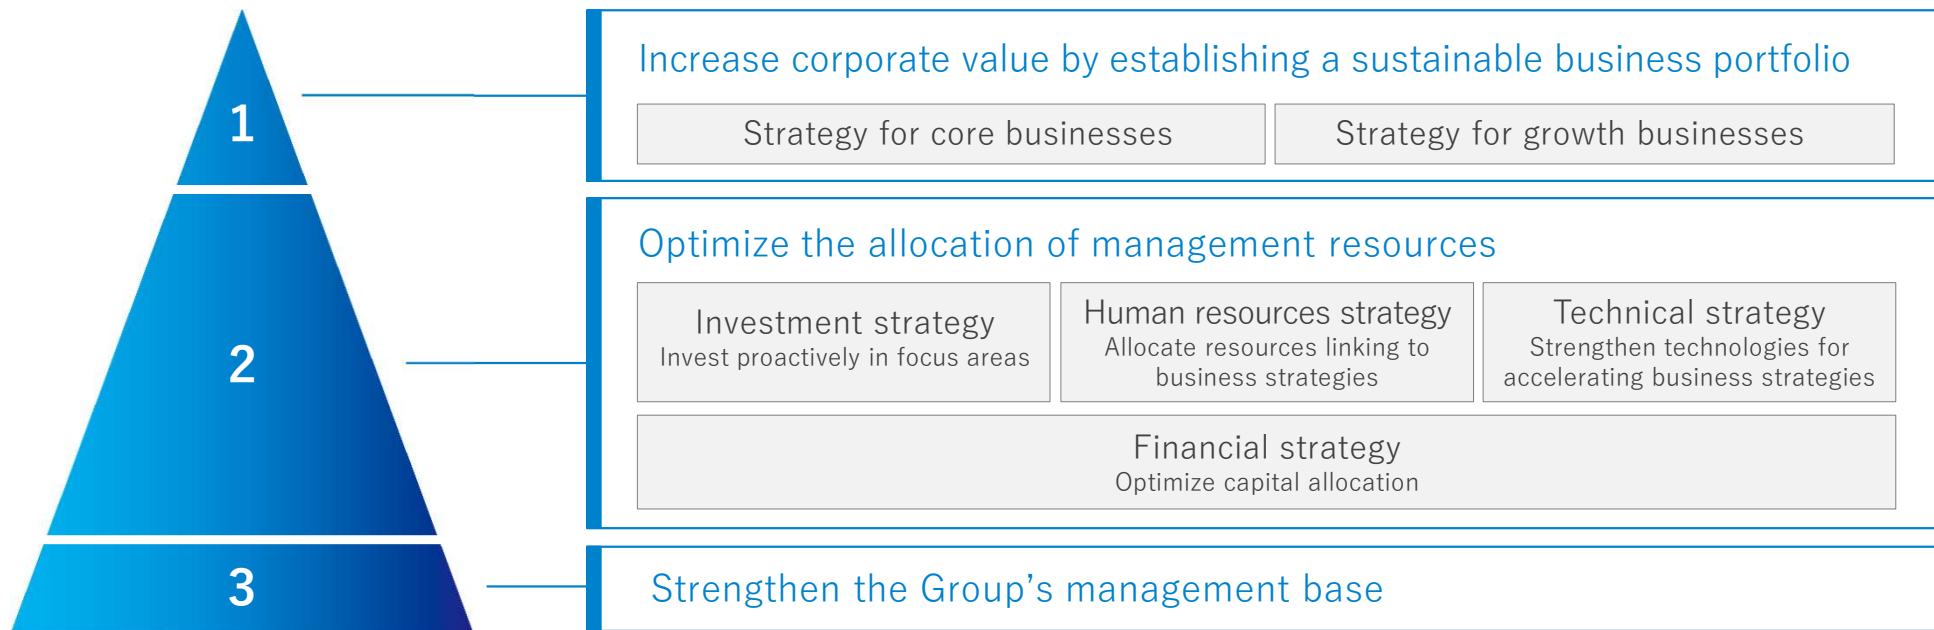 1
Increase corporate value by establishing a sustainable business portfolio
Strategy for core businesses
Strategy for growth businesses
2
Optimize the allocation of management resources
Investment strategy
Invest proactively in focus areas
Human resources strategy
Allocate resources linking to
business strategies
Technical strategy
Strengthen technologies for
accelerating business strategies
Financial strategy
Optimize capital allocation
3
Strengthen the Group’s management base